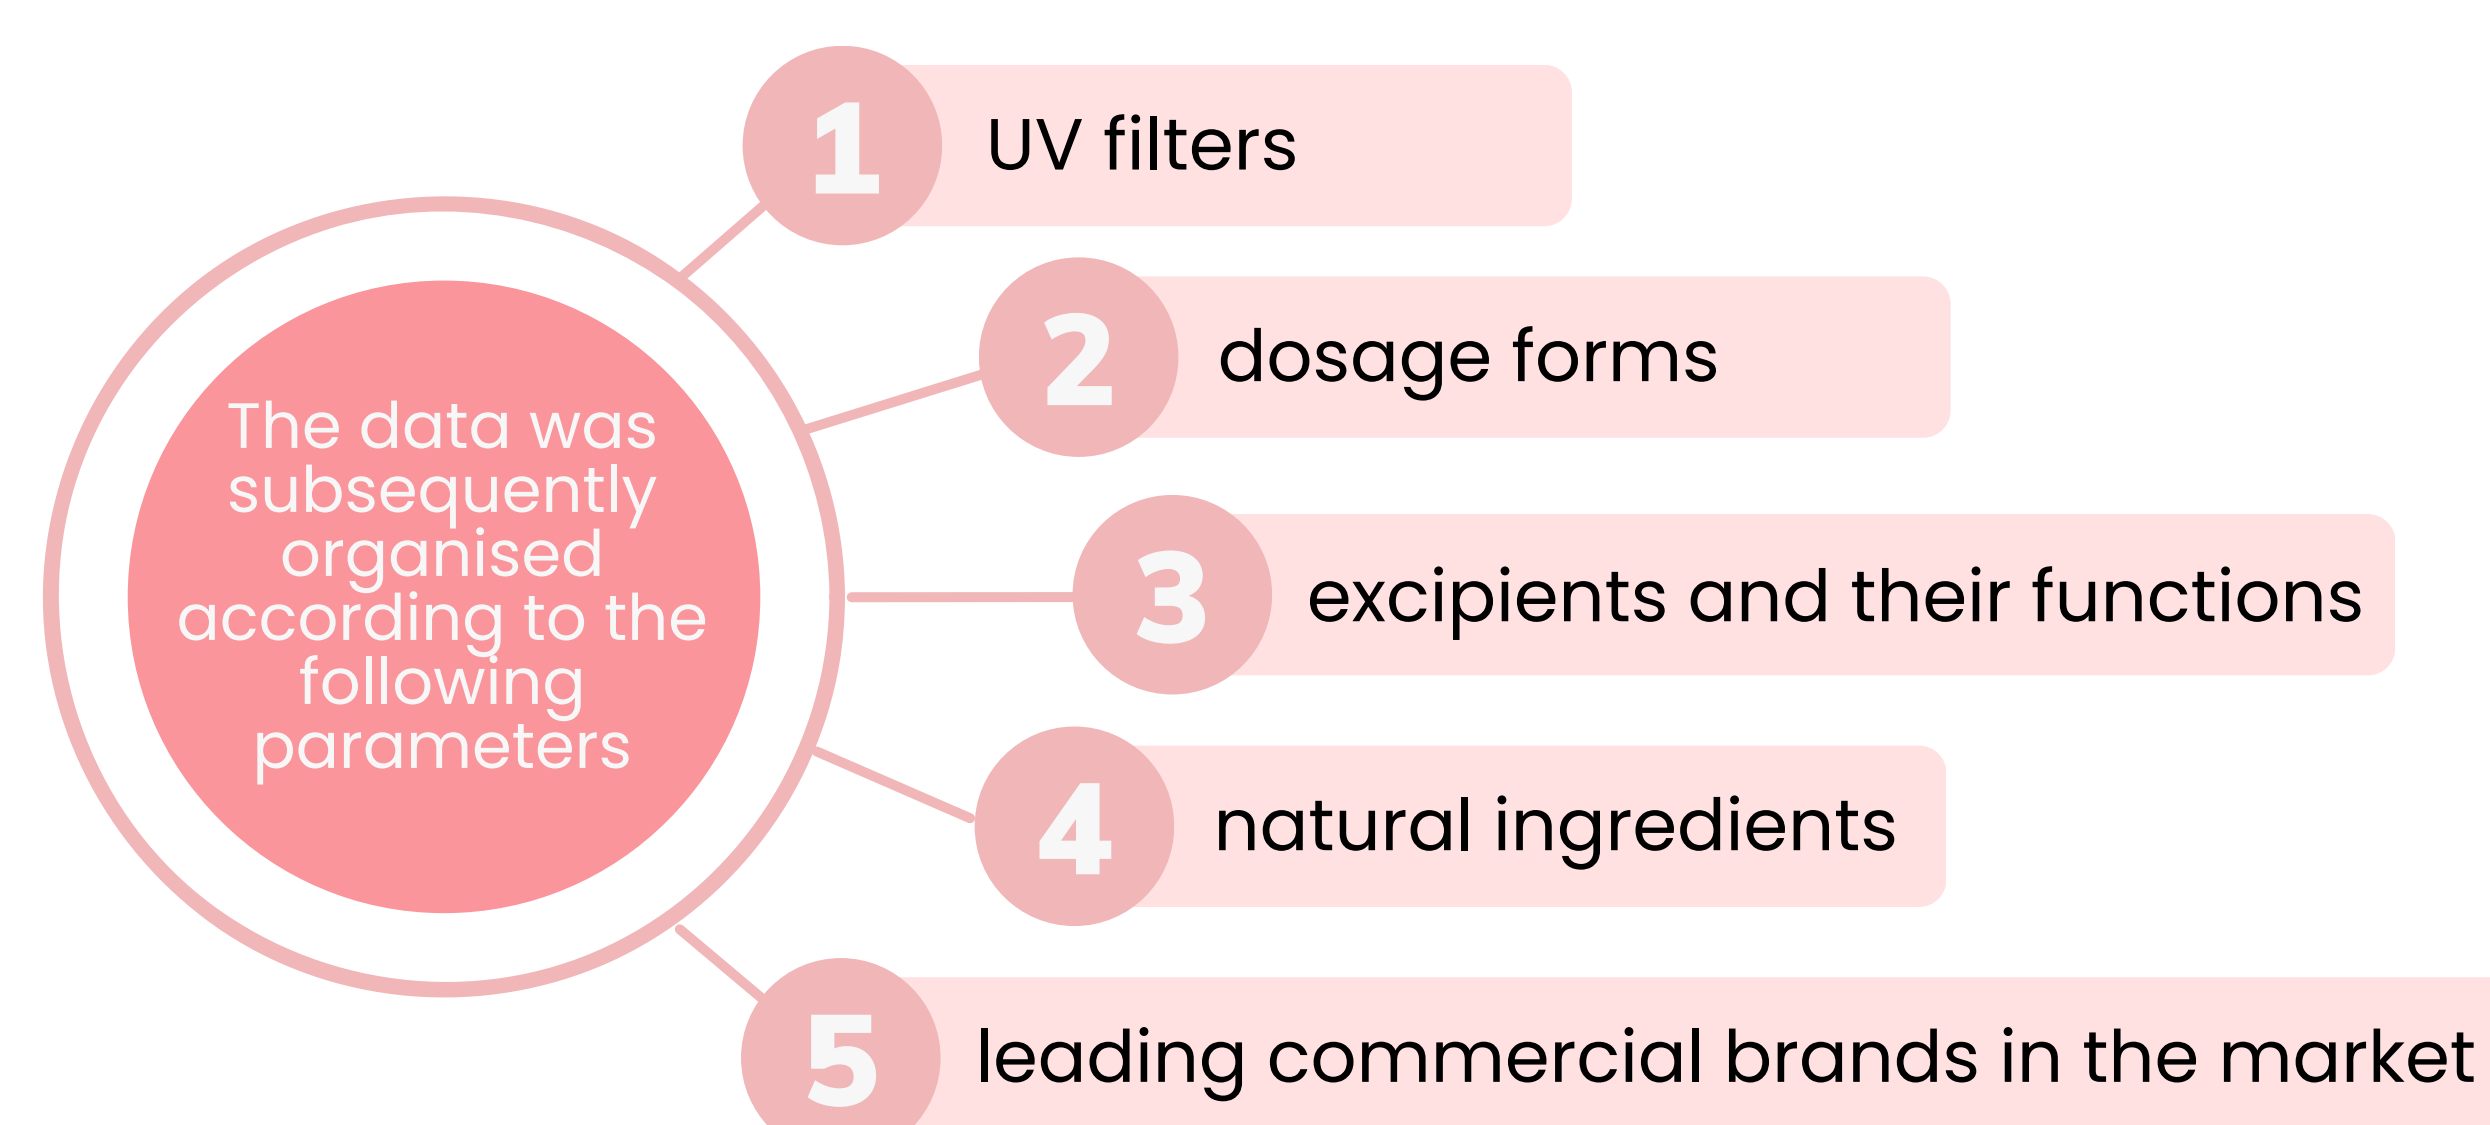 The data was
subsequently
organised
according to the
following
parameters
1
UV filters
2
dosage forms
3
excipients and their functions
4
natural ingredients
5
leading commercial brands in the market